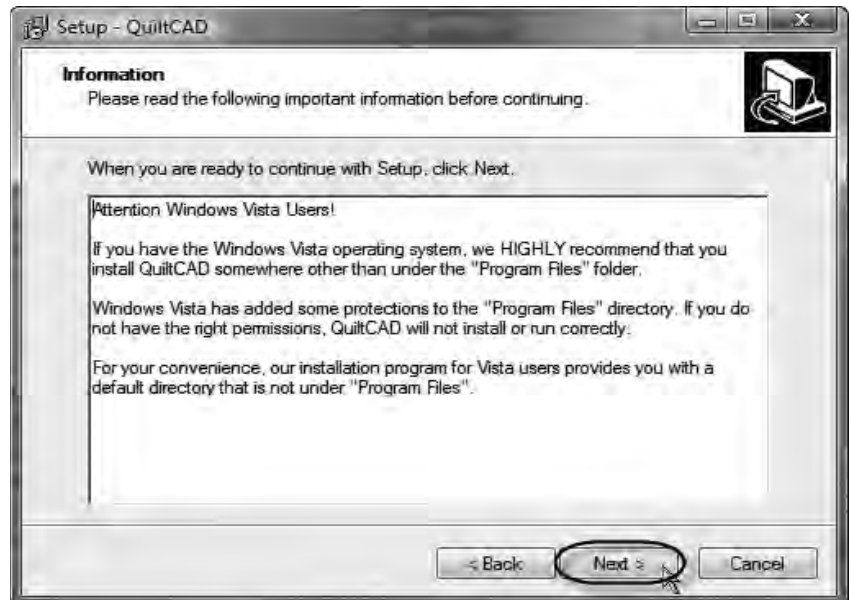 Setup - QuiltCAD
Information
Please read the following important information before continuing.
When you are ready to continue with Setup, click Next.
Attention Windows Vista Users!
If you have the Windows Vista operating system, we HIGHLY recommend that you
install QuiltCAD somewhere other than under the "Program Files" folder.
Windows Vista has added some protections to the "Program Files" directory. If you do
not have the right permissions, QuiltCAD will not install or run correctly.
For your convenience, our installation program for Vista users provides you with a
default directory that is not under "Program Files".
< Back Next > Cancel